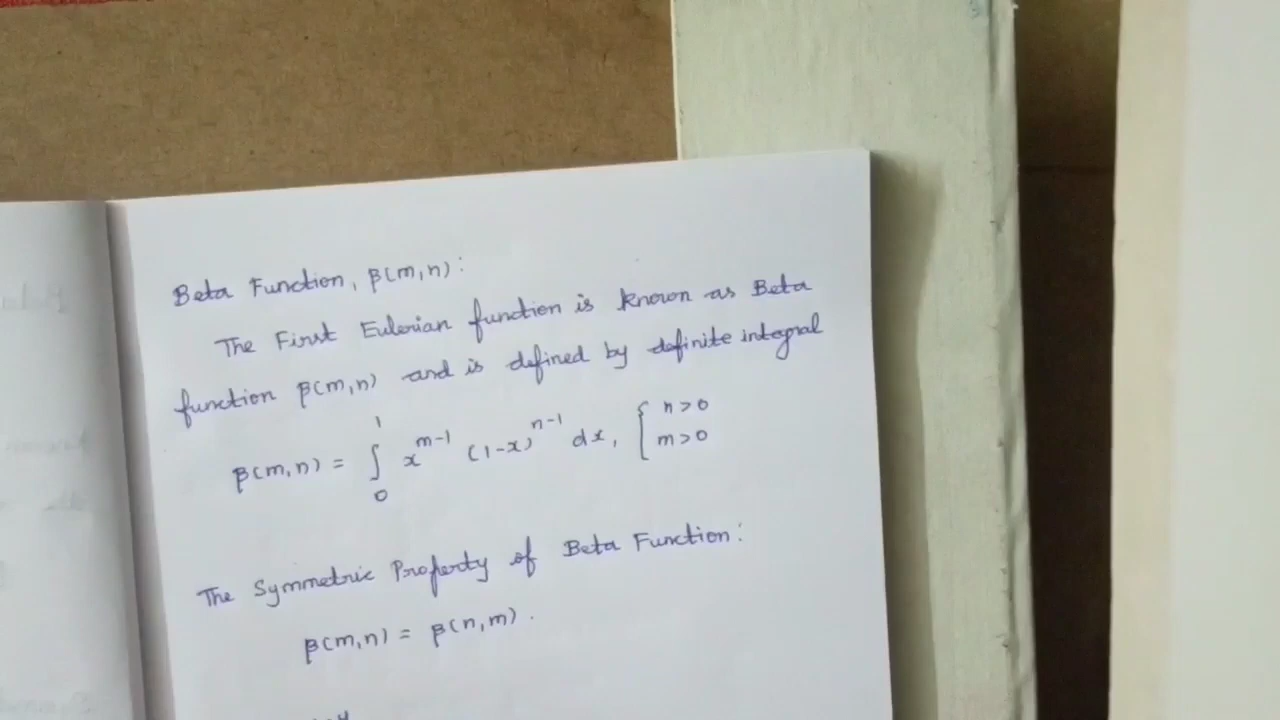 Beta Function, β(m,n):
The First Eulerian function is known as Beta
function β(m,n) and is defined by definite integral
β(m,n) = ∫₀¹ x^{m-1} (1-x)^{n-1} dx, { n>0 m>0
The Symmetric Property of Beta Function:
β(m,n) = β(n,m).